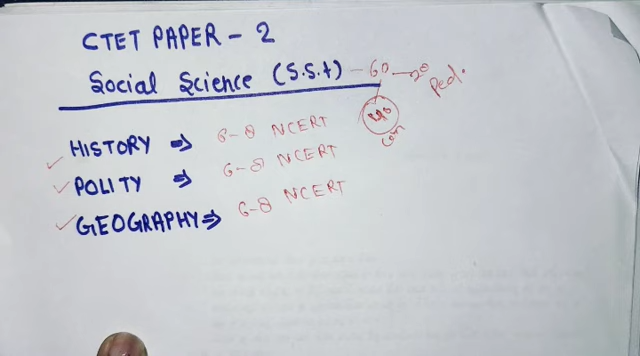 CTET PAPER - 2
Social Science (S.S.t) - 60 → 20 Ped.
40
Con
HISTORY ⇒ 6-8 NCERT
POLITY ⇒ 6-8 NCERT
GEOGRAPHY ⇒ 6-8 NCERT